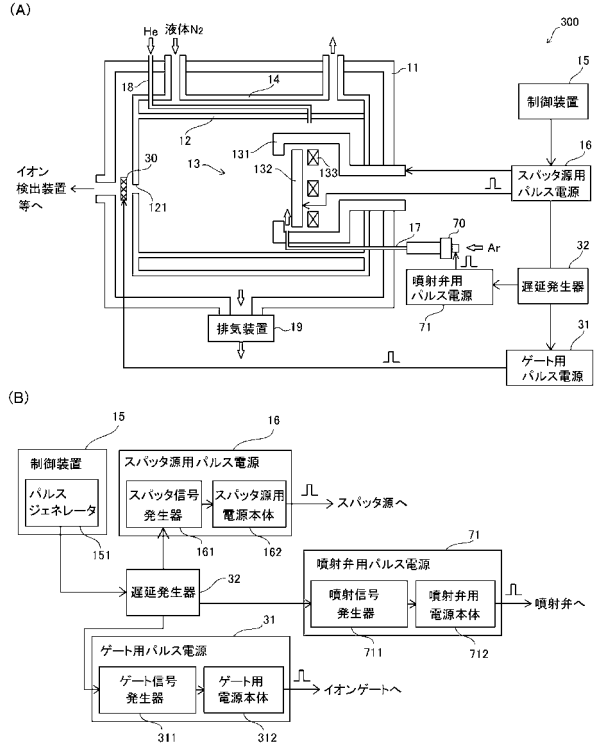 (A)
He
液体N2
300
18
14
11
15
制御装置
12
131
30
13
132
133
16
スパッタ源用
パルス電源
イオン
検出装置
等へ
121
17
70
Ar
32
噴射弁用
パルス電源
遅延発生器
71
31
排気装置
19
ゲート用
パルス電源
(B)
15
16
制御装置
スパッタ源用パルス電源
パルス
ジェネレータ
スパッタ信号
発生器
スパッタ源用
電源本体
スパッタ源へ
151
161
162
71
32
噴射弁用パルス電源
遅延発生器
噴射信号
発生器
噴射弁用
電源本体
噴射弁へ
31
711
712
ゲート用パルス電源
ゲート信号
発生器
ゲート用
電源本体
イオンゲートへ
311
312